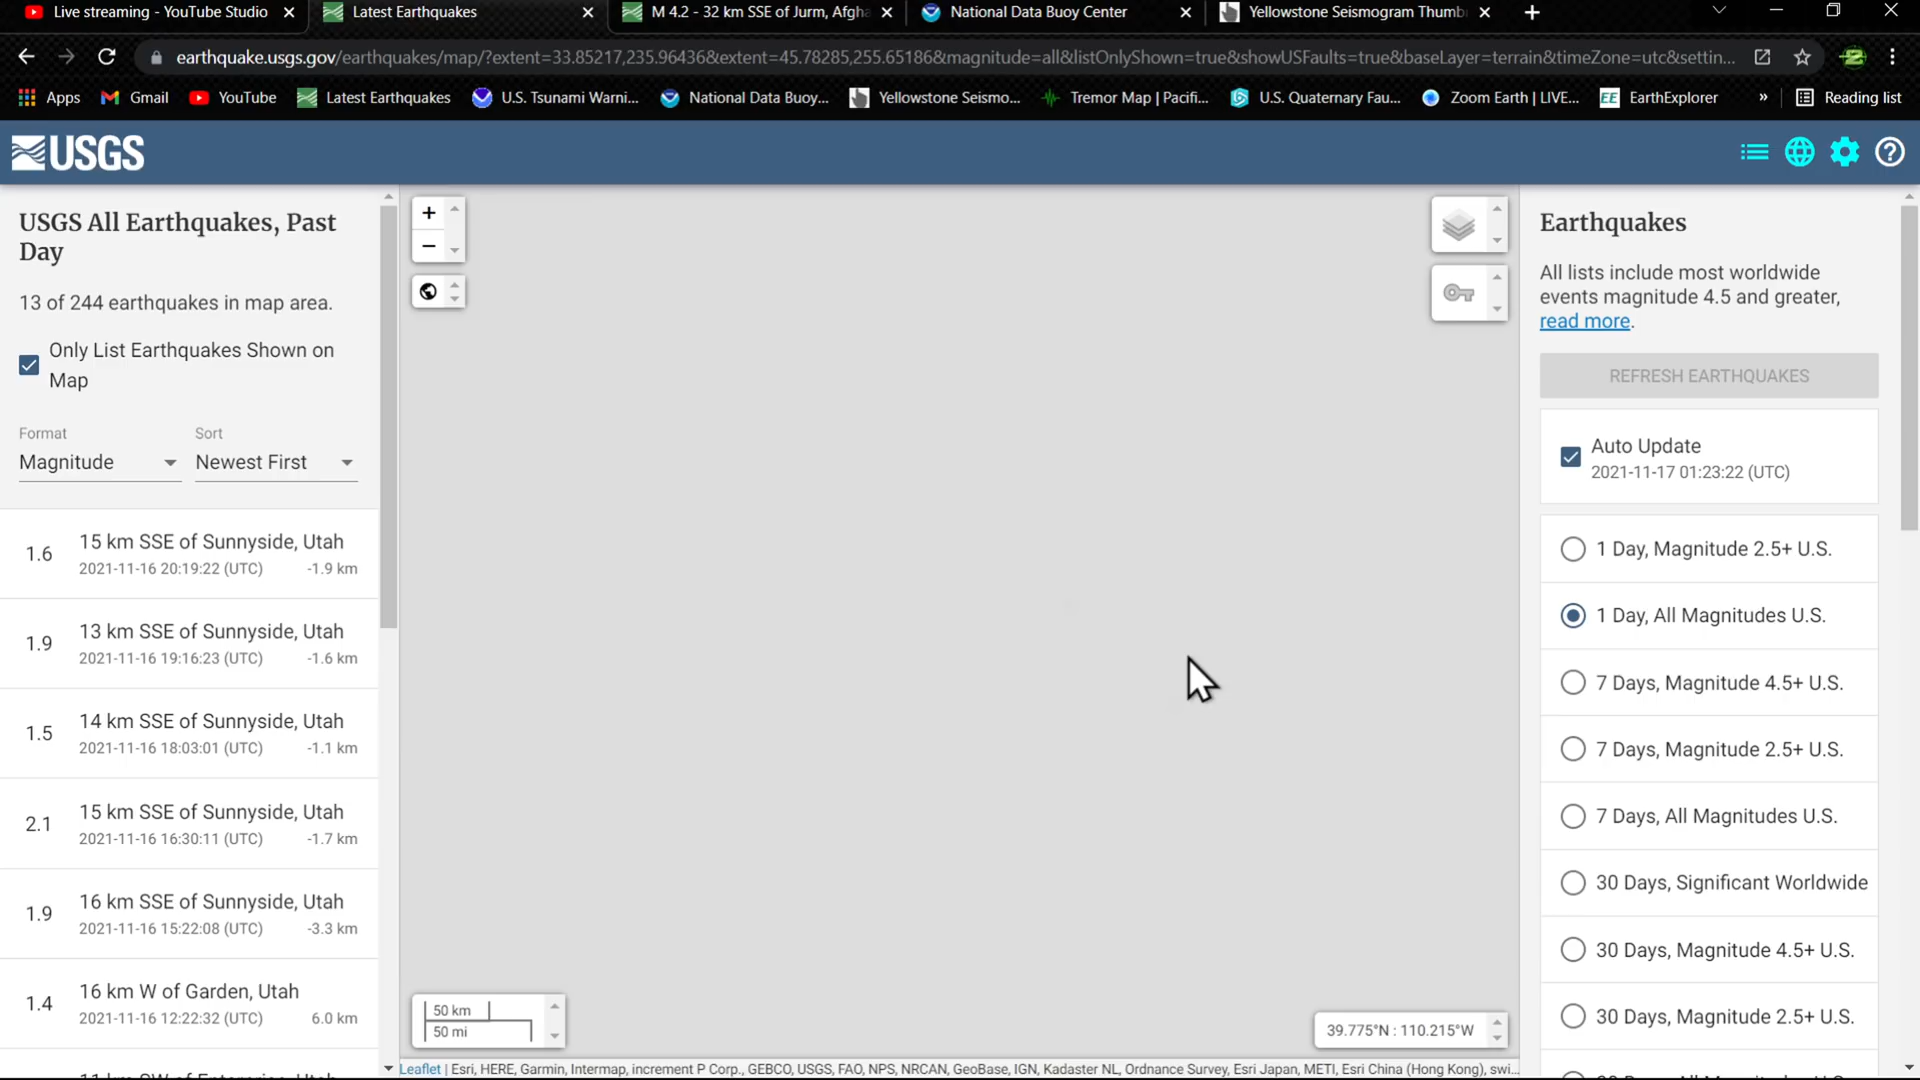 Live streaming - YouTube Studio
Latest Earthquakes
M 4.2 - 32 km SSE of Jurm, Afgha
National Data Buoy Center
Yellowstone Seismogram Thumb
earthquake.usgs.gov/earthquakes/map/?extent=33.85217,235.96436&extent=45.78285,255.65186&magnitude=all&listOnlyShown=true&showUSFaults=true&baseLayer=terrain&timeZone=utc&settin...
Apps
Gmail
YouTube
Latest Earthquakes
U.S. Tsunami Warni...
National Data Buoy...
Yellowstone Seismo...
Tremor Map | Pacifi...
U.S. Quaternary Fau...
Zoom Earth | LIVE...
EE EarthExplorer
»
Reading list
USGS
USGS All Earthquakes, Past
Day
13 of 244 earthquakes in map area.
Only List Earthquakes Shown on
Map
Format
Sort
Magnitude
Newest First
1.6
15 km SSE of Sunnyside, Utah
2021-11-16 20:19:22 (UTC) -1.9 km
1.9
13 km SSE of Sunnyside, Utah
2021-11-16 19:16:23 (UTC) -1.6 km
1.5
14 km SSE of Sunnyside, Utah
2021-11-16 18:03:01 (UTC) -1.1 km
2.1
15 km SSE of Sunnyside, Utah
2021-11-16 16:30:11 (UTC) -1.7 km
1.9
16 km SSE of Sunnyside, Utah
2021-11-16 15:22:08 (UTC) -3.3 km
1.4
16 km W of Garden, Utah
2021-11-16 12:22:32 (UTC) 6.0 km
+
−
50 km
50 mi
39.775°N : 110.215°W
Leaflet | Esri, HERE, Garmin, Intermap, increment P Corp., GEBCO, USGS, FAO, NPS, NRCAN, GeoBase, IGN, Kadaster NL, Ordnance Survey, Esri Japan, METI, Esri China (Hong Kong), swi...
Earthquakes
All lists include most worldwide
events magnitude 4.5 and greater,
read more.
REFRESH EARTHQUAKES
Auto Update
2021-11-17 01:23:22 (UTC)
1 Day, Magnitude 2.5+ U.S.
1 Day, All Magnitudes U.S.
7 Days, Magnitude 4.5+ U.S.
7 Days, Magnitude 2.5+ U.S.
7 Days, All Magnitudes U.S.
30 Days, Significant Worldwide
30 Days, Magnitude 4.5+ U.S.
30 Days, Magnitude 2.5+ U.S.